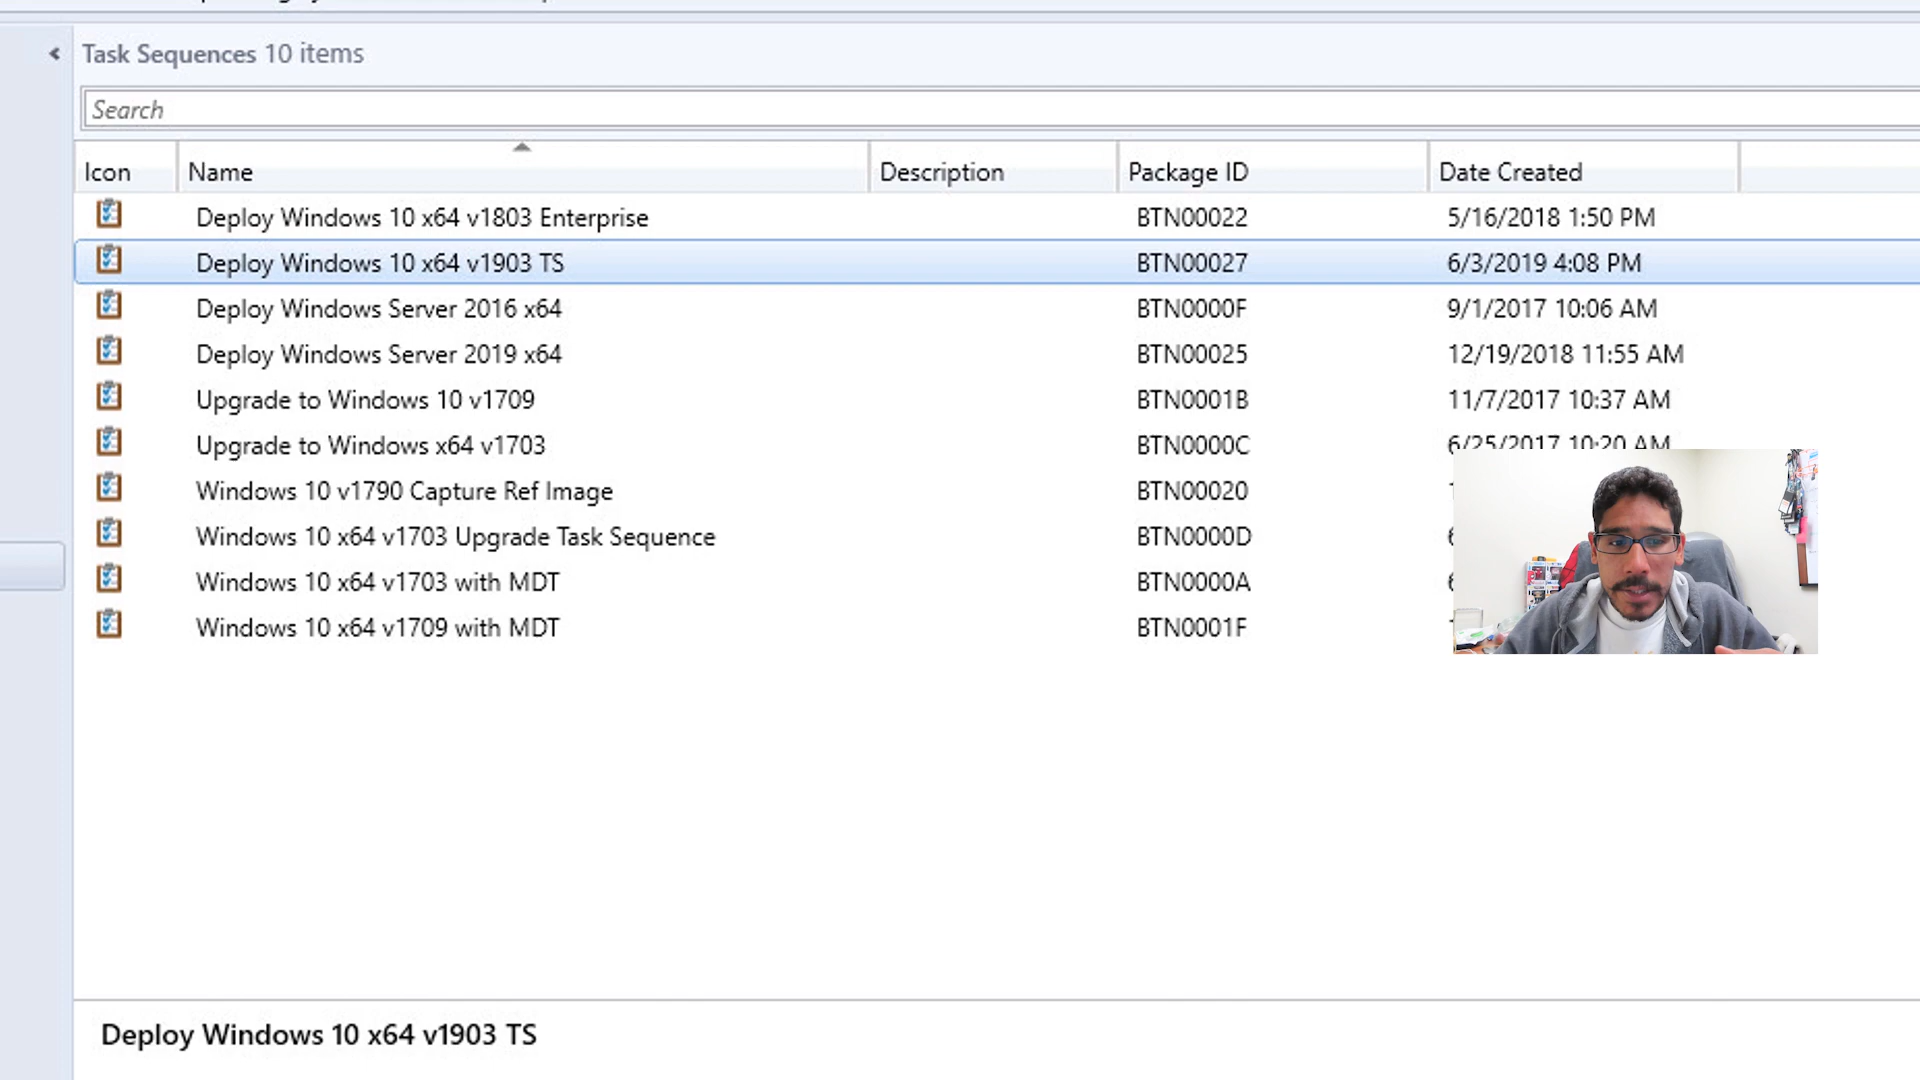 Task Sequences 10 items
Search
Icon Name Description Package ID Date Created
Deploy Windows 10 x64 v1803 Enterprise BTN00022 5/16/2018 1:50 PM
Deploy Windows 10 x64 v1903 TS BTN00027 6/3/2019 4:08 PM
Deploy Windows Server 2016 x64 BTN0000F 9/1/2017 10:06 AM
Deploy Windows Server 2019 x64 BTN00025 12/19/2018 11:55 AM
Upgrade to Windows 10 v1709 BTN0001B 11/7/2017 10:37 AM
Upgrade to Windows x64 v1703 BTN0000C 6/25/2017 10:20 AM
Windows 10 v1790 Capture Ref Image BTN00020
Windows 10 x64 v1703 Upgrade Task Sequence BTN0000D
Windows 10 x64 v1703 with MDT BTN0000A
Windows 10 x64 v1709 with MDT BTN0001F
Deploy Windows 10 x64 v1903 TS